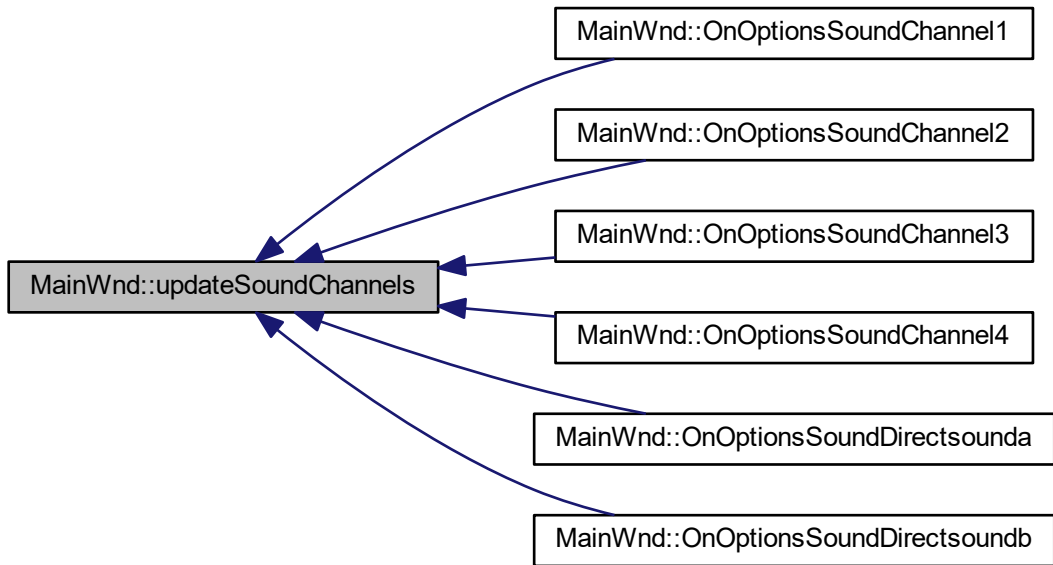 MainWnd::OnOptionsSoundChannel1
MainWnd::OnOptionsSoundChannel2
MainWnd::OnOptionsSoundChannel3
MainWnd::updateSoundChannels
MainWnd::OnOptionsSoundChannel4
MainWnd::OnOptionsSoundDirectsounda
MainWnd::OnOptionsSoundDirectsoundb